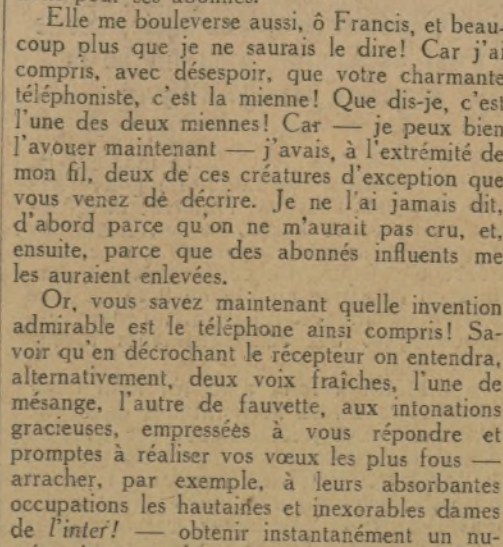 Elle me bouleverse aussi, ô Francis, et beau-
coup plus que je ne saurais le dire! Car j'ai
compris, avec désespoir, que votre charmante
téléphoniste, c'est la mienne! Que dis-je, c'est
l'une des deux miennes! Car — je peux bien
l'avouer maintenant — j'avais, à l'extrémité de
mon fil, deux de ces créatures d'exception que
vous venez de décrire. Je ne l'ai jamais dit,
d'abord parce qu'on ne m'aurait pas cru, et,
ensuite, parce que des abonnés influents me
les auraient enlevées.
Or, vous savez maintenant quelle invention
admirable est le téléphone ainsi compris! Sa-
voir qu'en décrochant le récepteur on entendra,
alternativement, deux voix fraîches, l'une de
mésange, l'autre de fauvette, aux intonations
gracieuses, empressées à vous répondre et
promptes à réaliser vos vœux les plus fous —
arracher, par exemple, à leurs absorbantes
occupations les hautaines et inexorables dames
de l'inter! — obtenir instantanément un nu-